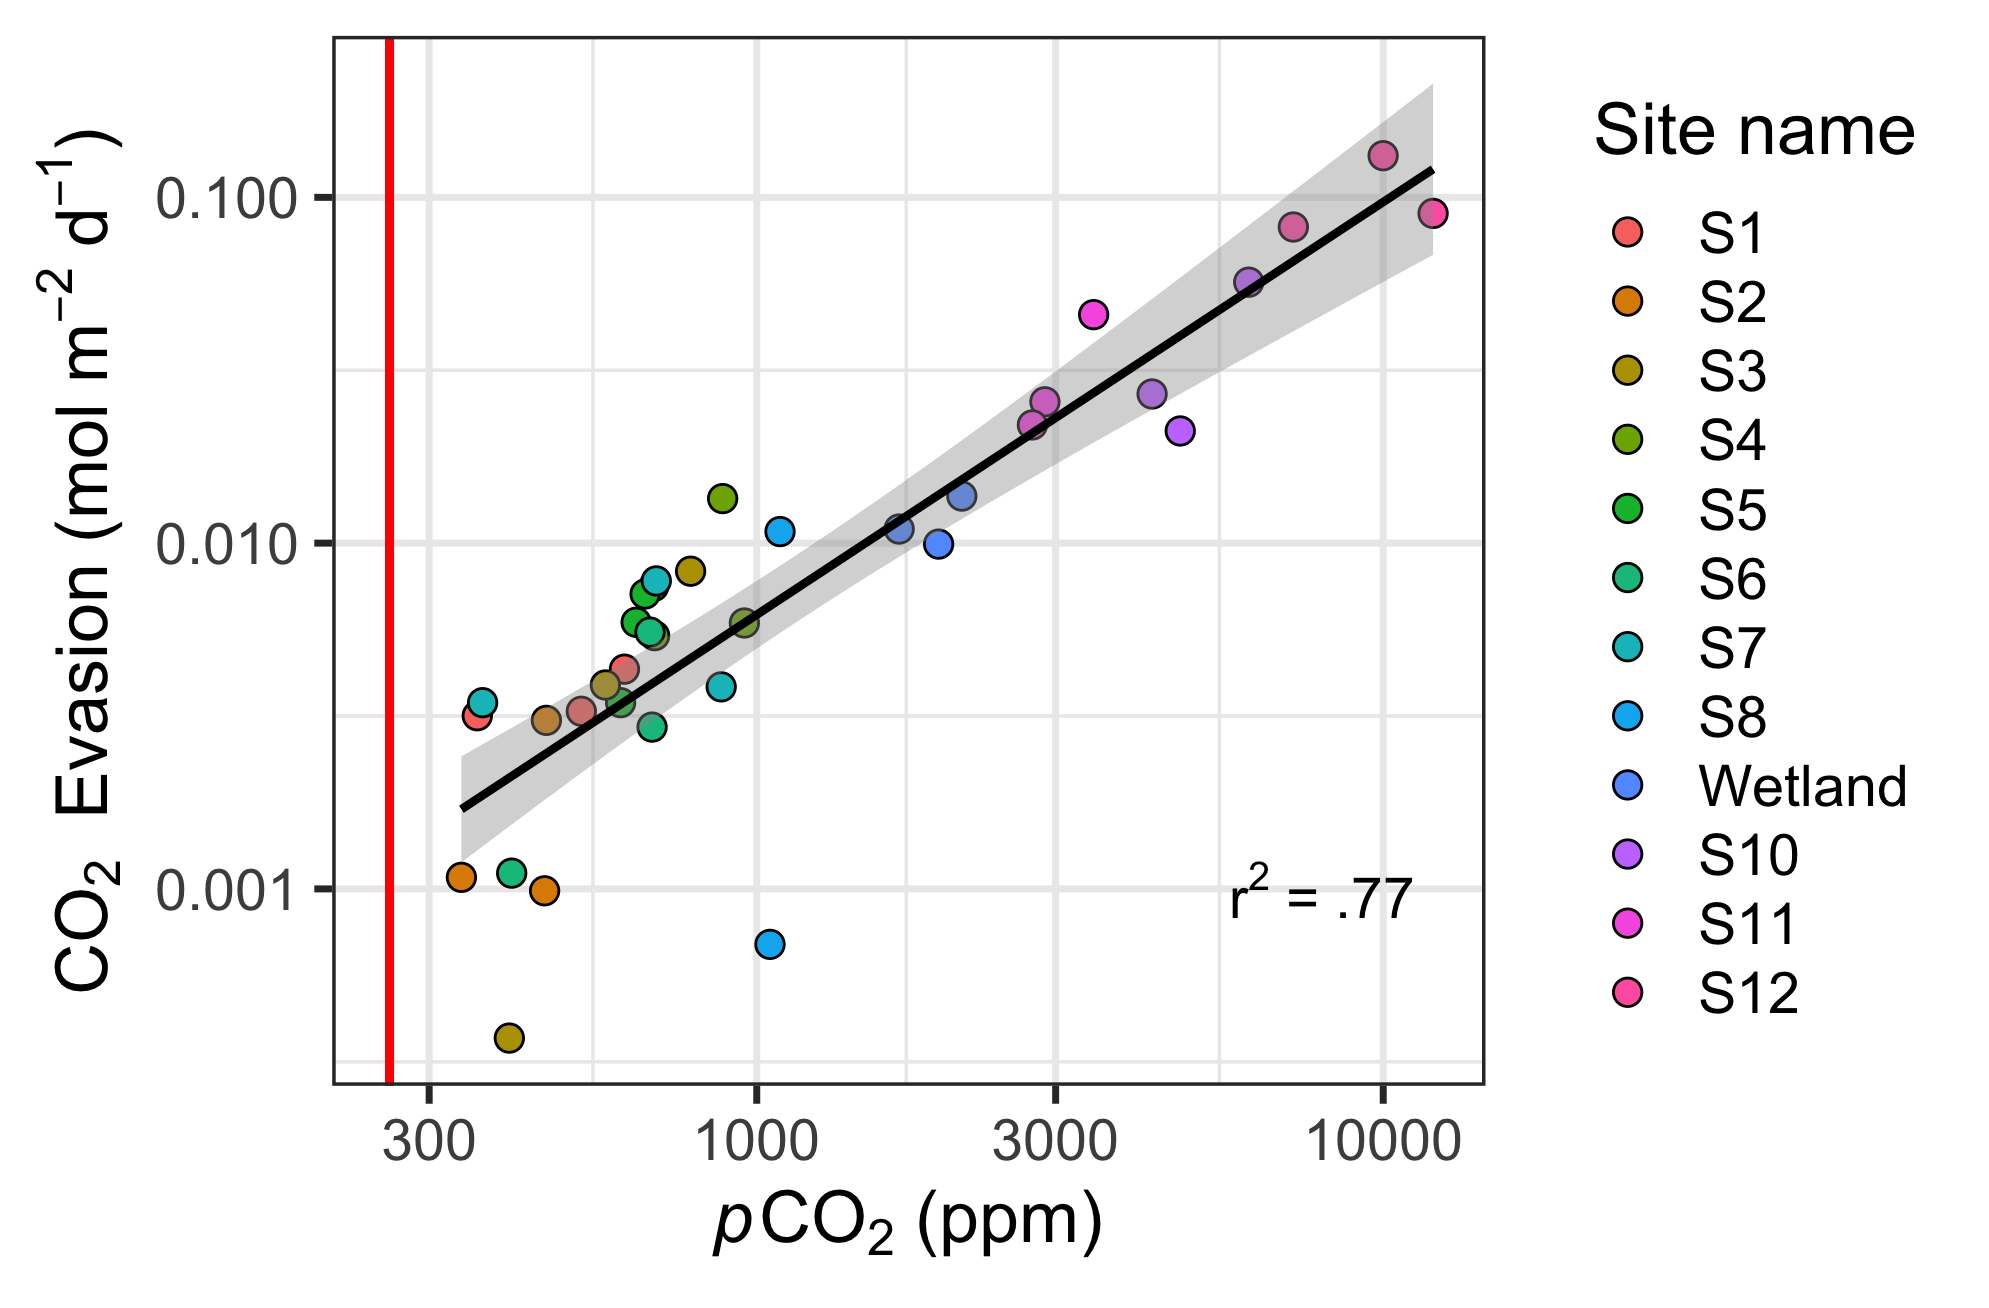 CO₂ Evasion (mol m⁻² d⁻¹)
0.100
0.010
0.001
r² = .77
300 1000 3000 10000
pCO₂ (ppm)
Site name
S1
S2
S3
S4
S5
S6
S7
S8
Wetland
S10
S11
S12